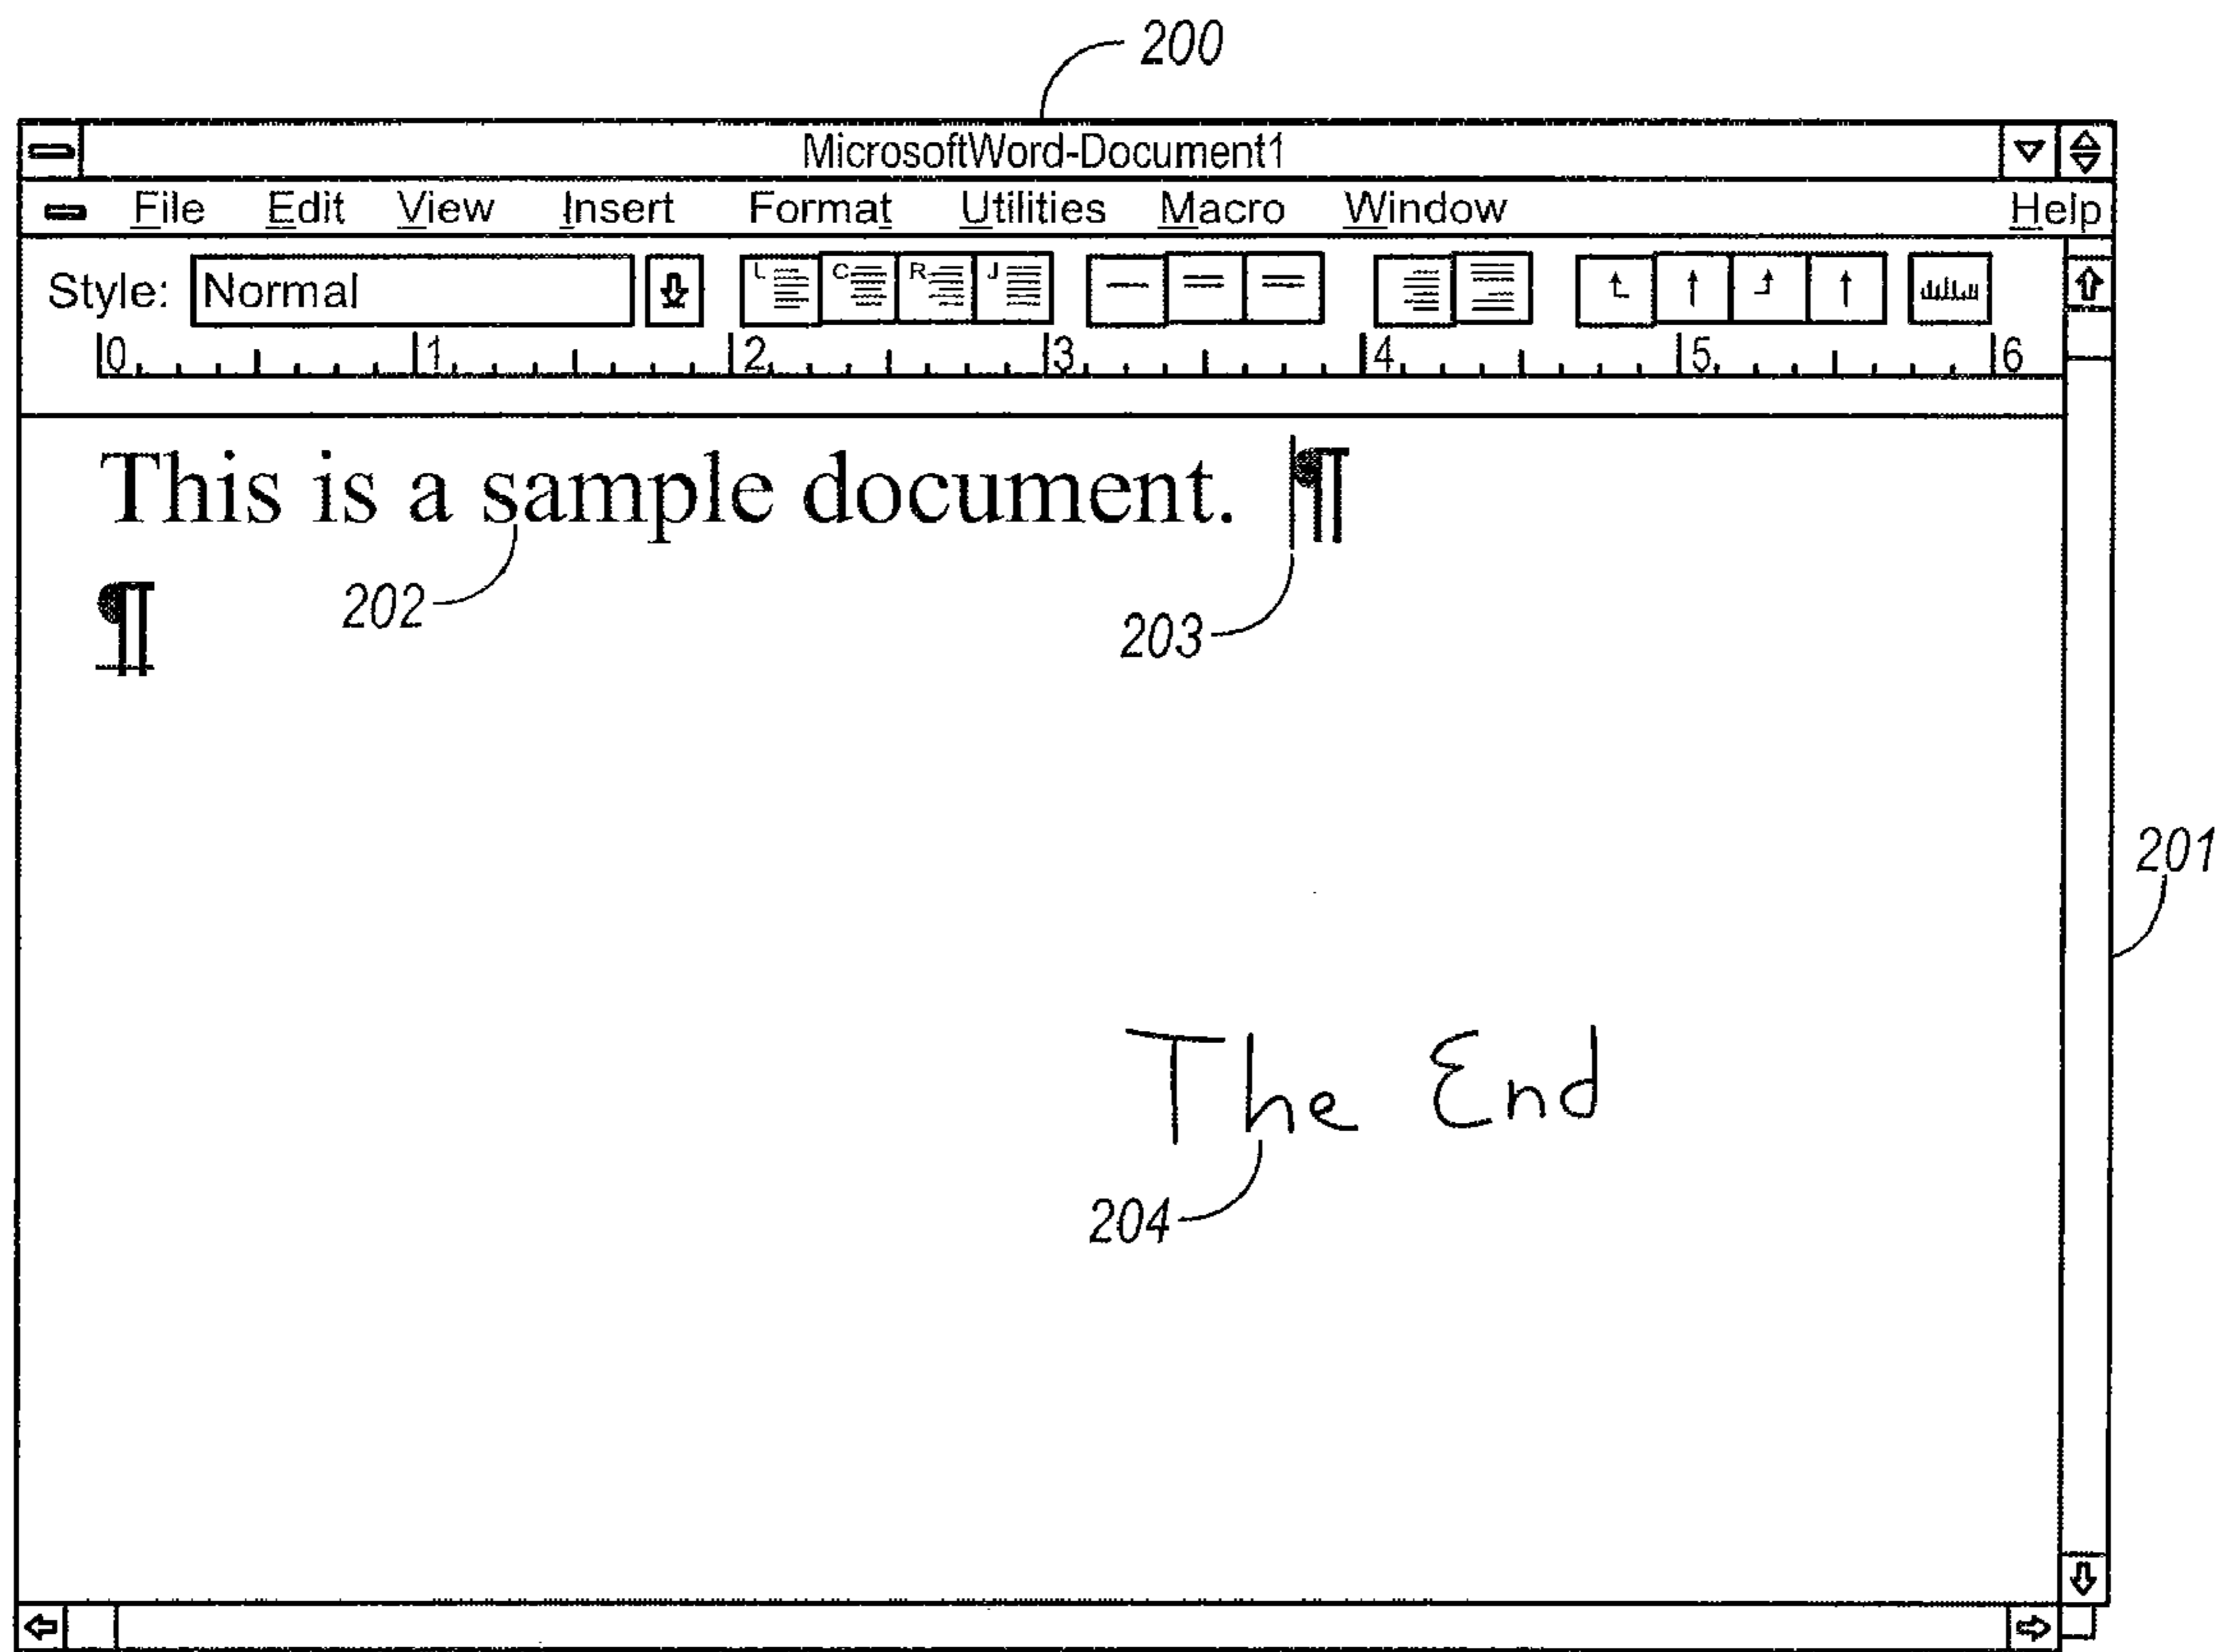 200
MicrosoftWord-Document1
File Edit View Insert Format Utilities Macro Window Help
Style: Normal L C R J
0 1 2 3 4 5 6
This is a sample document. ¶
202
203
¶
201
The End
204